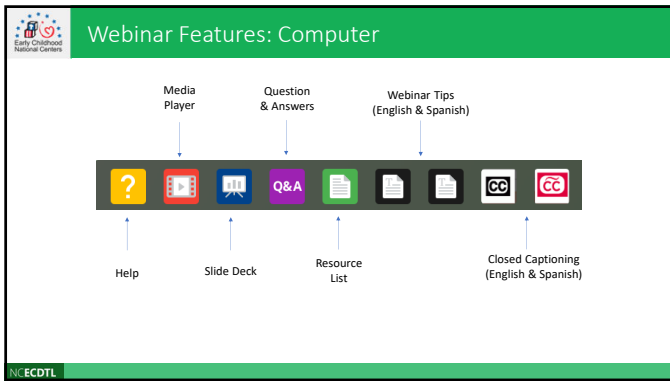 Early Childhood
National Centers
Webinar Features: Computer
Media
Player
Question
& Answers
Webinar Tips
(English & Spanish)
?
Q&A
CC
c̃c̃
Help
Slide Deck
Resource
List
Closed Captioning
(English & Spanish)
NCECDTL